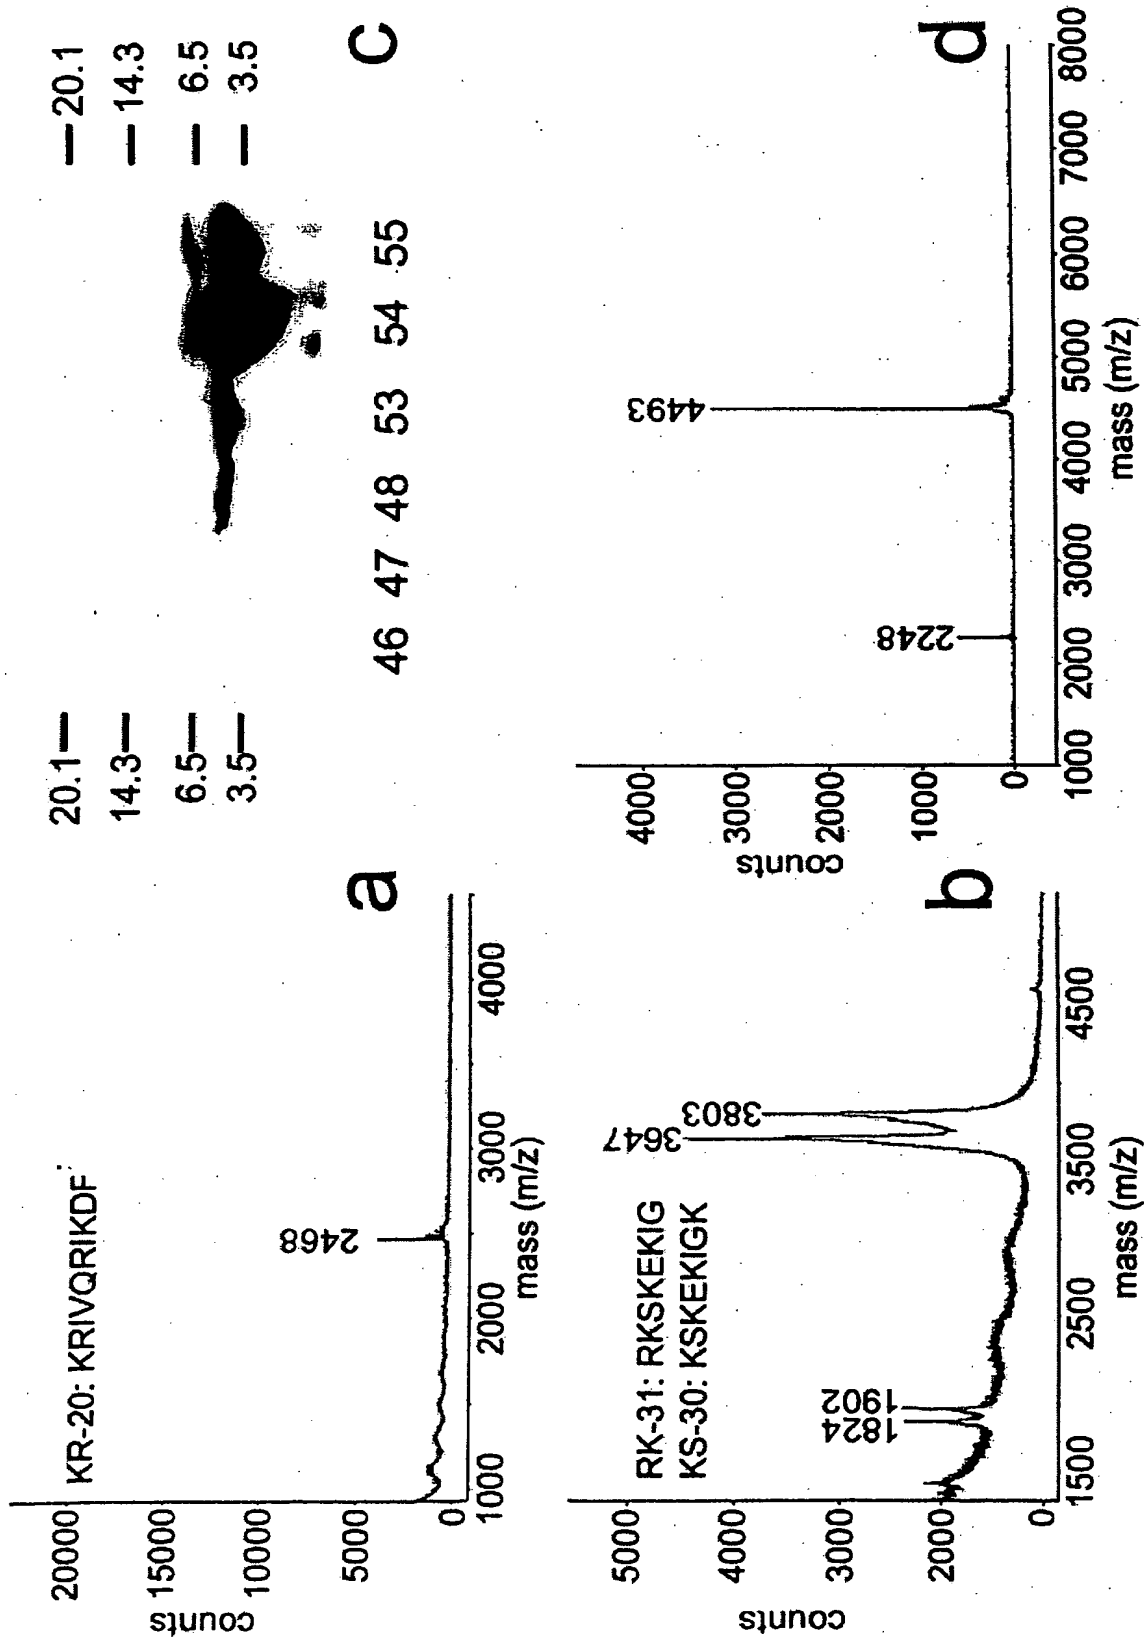 KR-20: KRIVQRIKDF
20000
15000
10000
5000
0
counts
2468
1000 2000 3000 4000
mass (m/z)
a
20.1
14.3
6.5
3.5
20.1
14.3
6.5
3.5
46 47 48 53 54 55
c
RK-31: RKSKEKIG
KS-30: KSKEKIGK
5000
4000
3000
2000
0
counts
1824
1902
3647
3803
1500 2500 3500 4500
mass (m/z)
b
4000
3000
2000
1000
0
counts
2248
4493
1000 2000 3000 4000 5000 6000 7000 8000
mass (m/z)
d